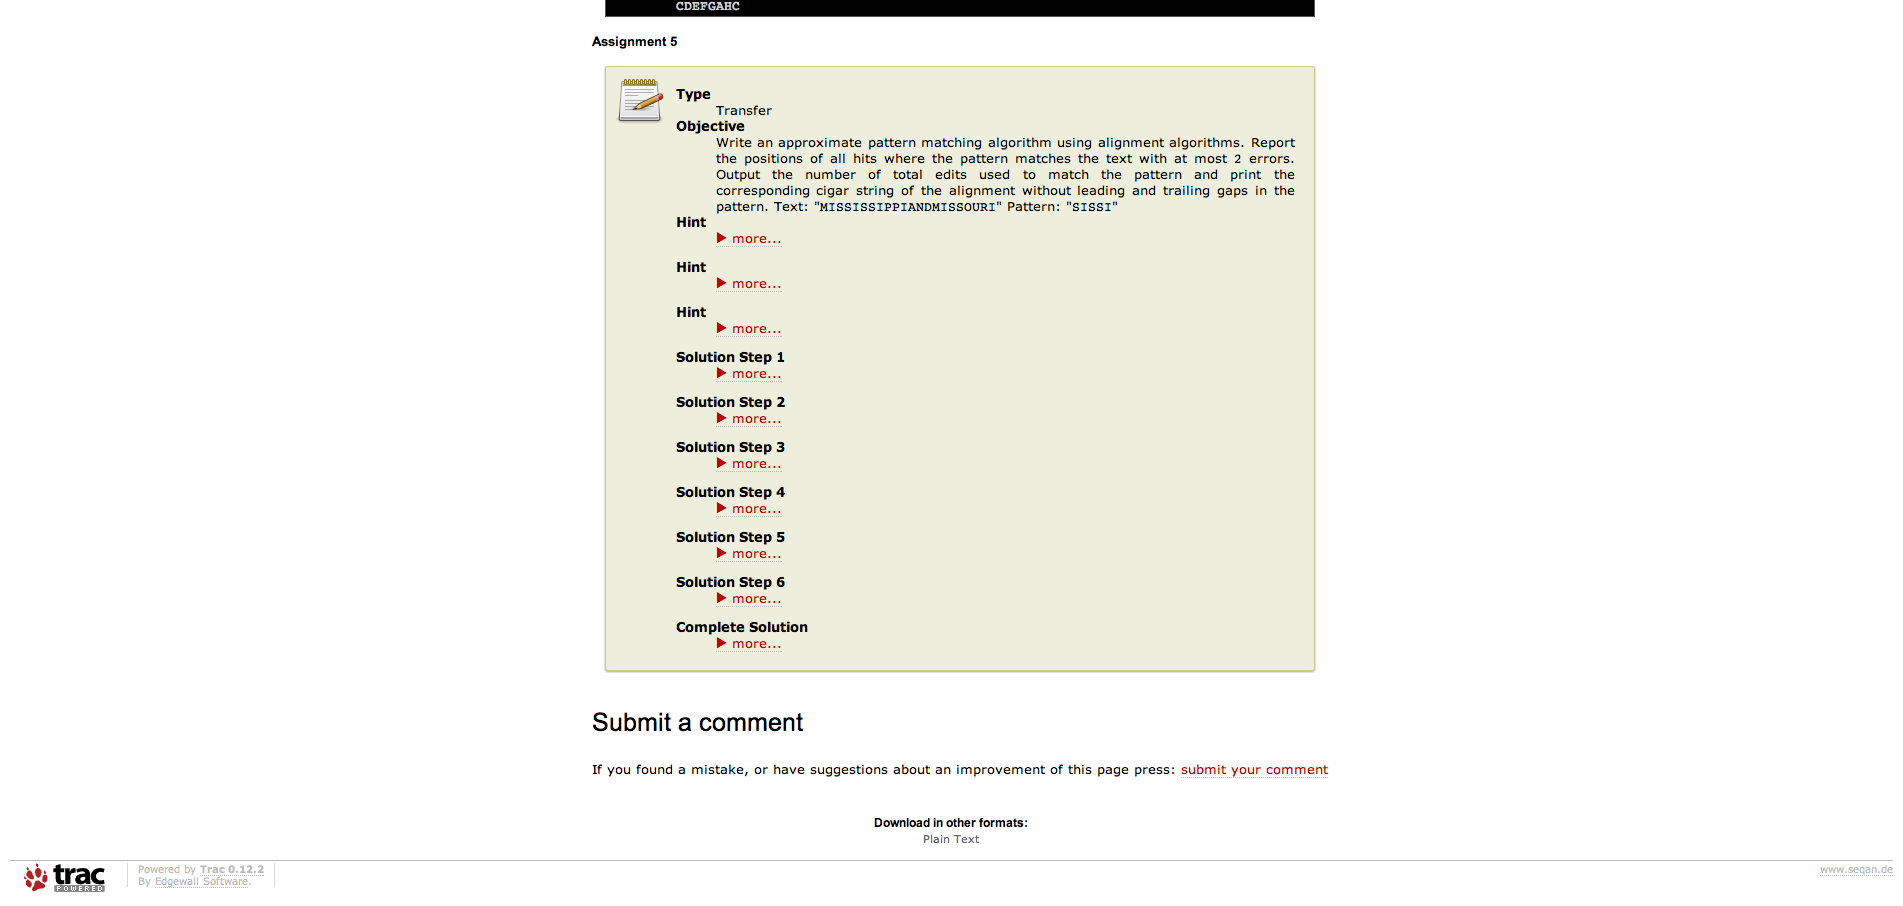 CDEFGAHC
Assignment 5
Type
Transfer
Objective
Write an approximate pattern matching algorithm using alignment algorithms. Report
the positions of all hits where the pattern matches the text with at most 2 errors.
Output the number of total edits used to match the pattern and print the
corresponding cigar string of the alignment without leading and trailing gaps in the
pattern. Text: "MISSISSIPPIANDMISSOURI" Pattern: "SISSI"
Hint
more...
Hint
more...
Hint
more...
Solution Step 1
more...
Solution Step 2
more...
Solution Step 3
more...
Solution Step 4
more...
Solution Step 5
more...
Solution Step 6
more...
Complete Solution
more...
Submit a comment
If you found a mistake, or have suggestions about an improvement of this page press: submit your comment
Download in other formats:
Plain Text
trac
POWERED
Powered by Trac 0.12.2
By Edgewall Software.
www.seqan.de